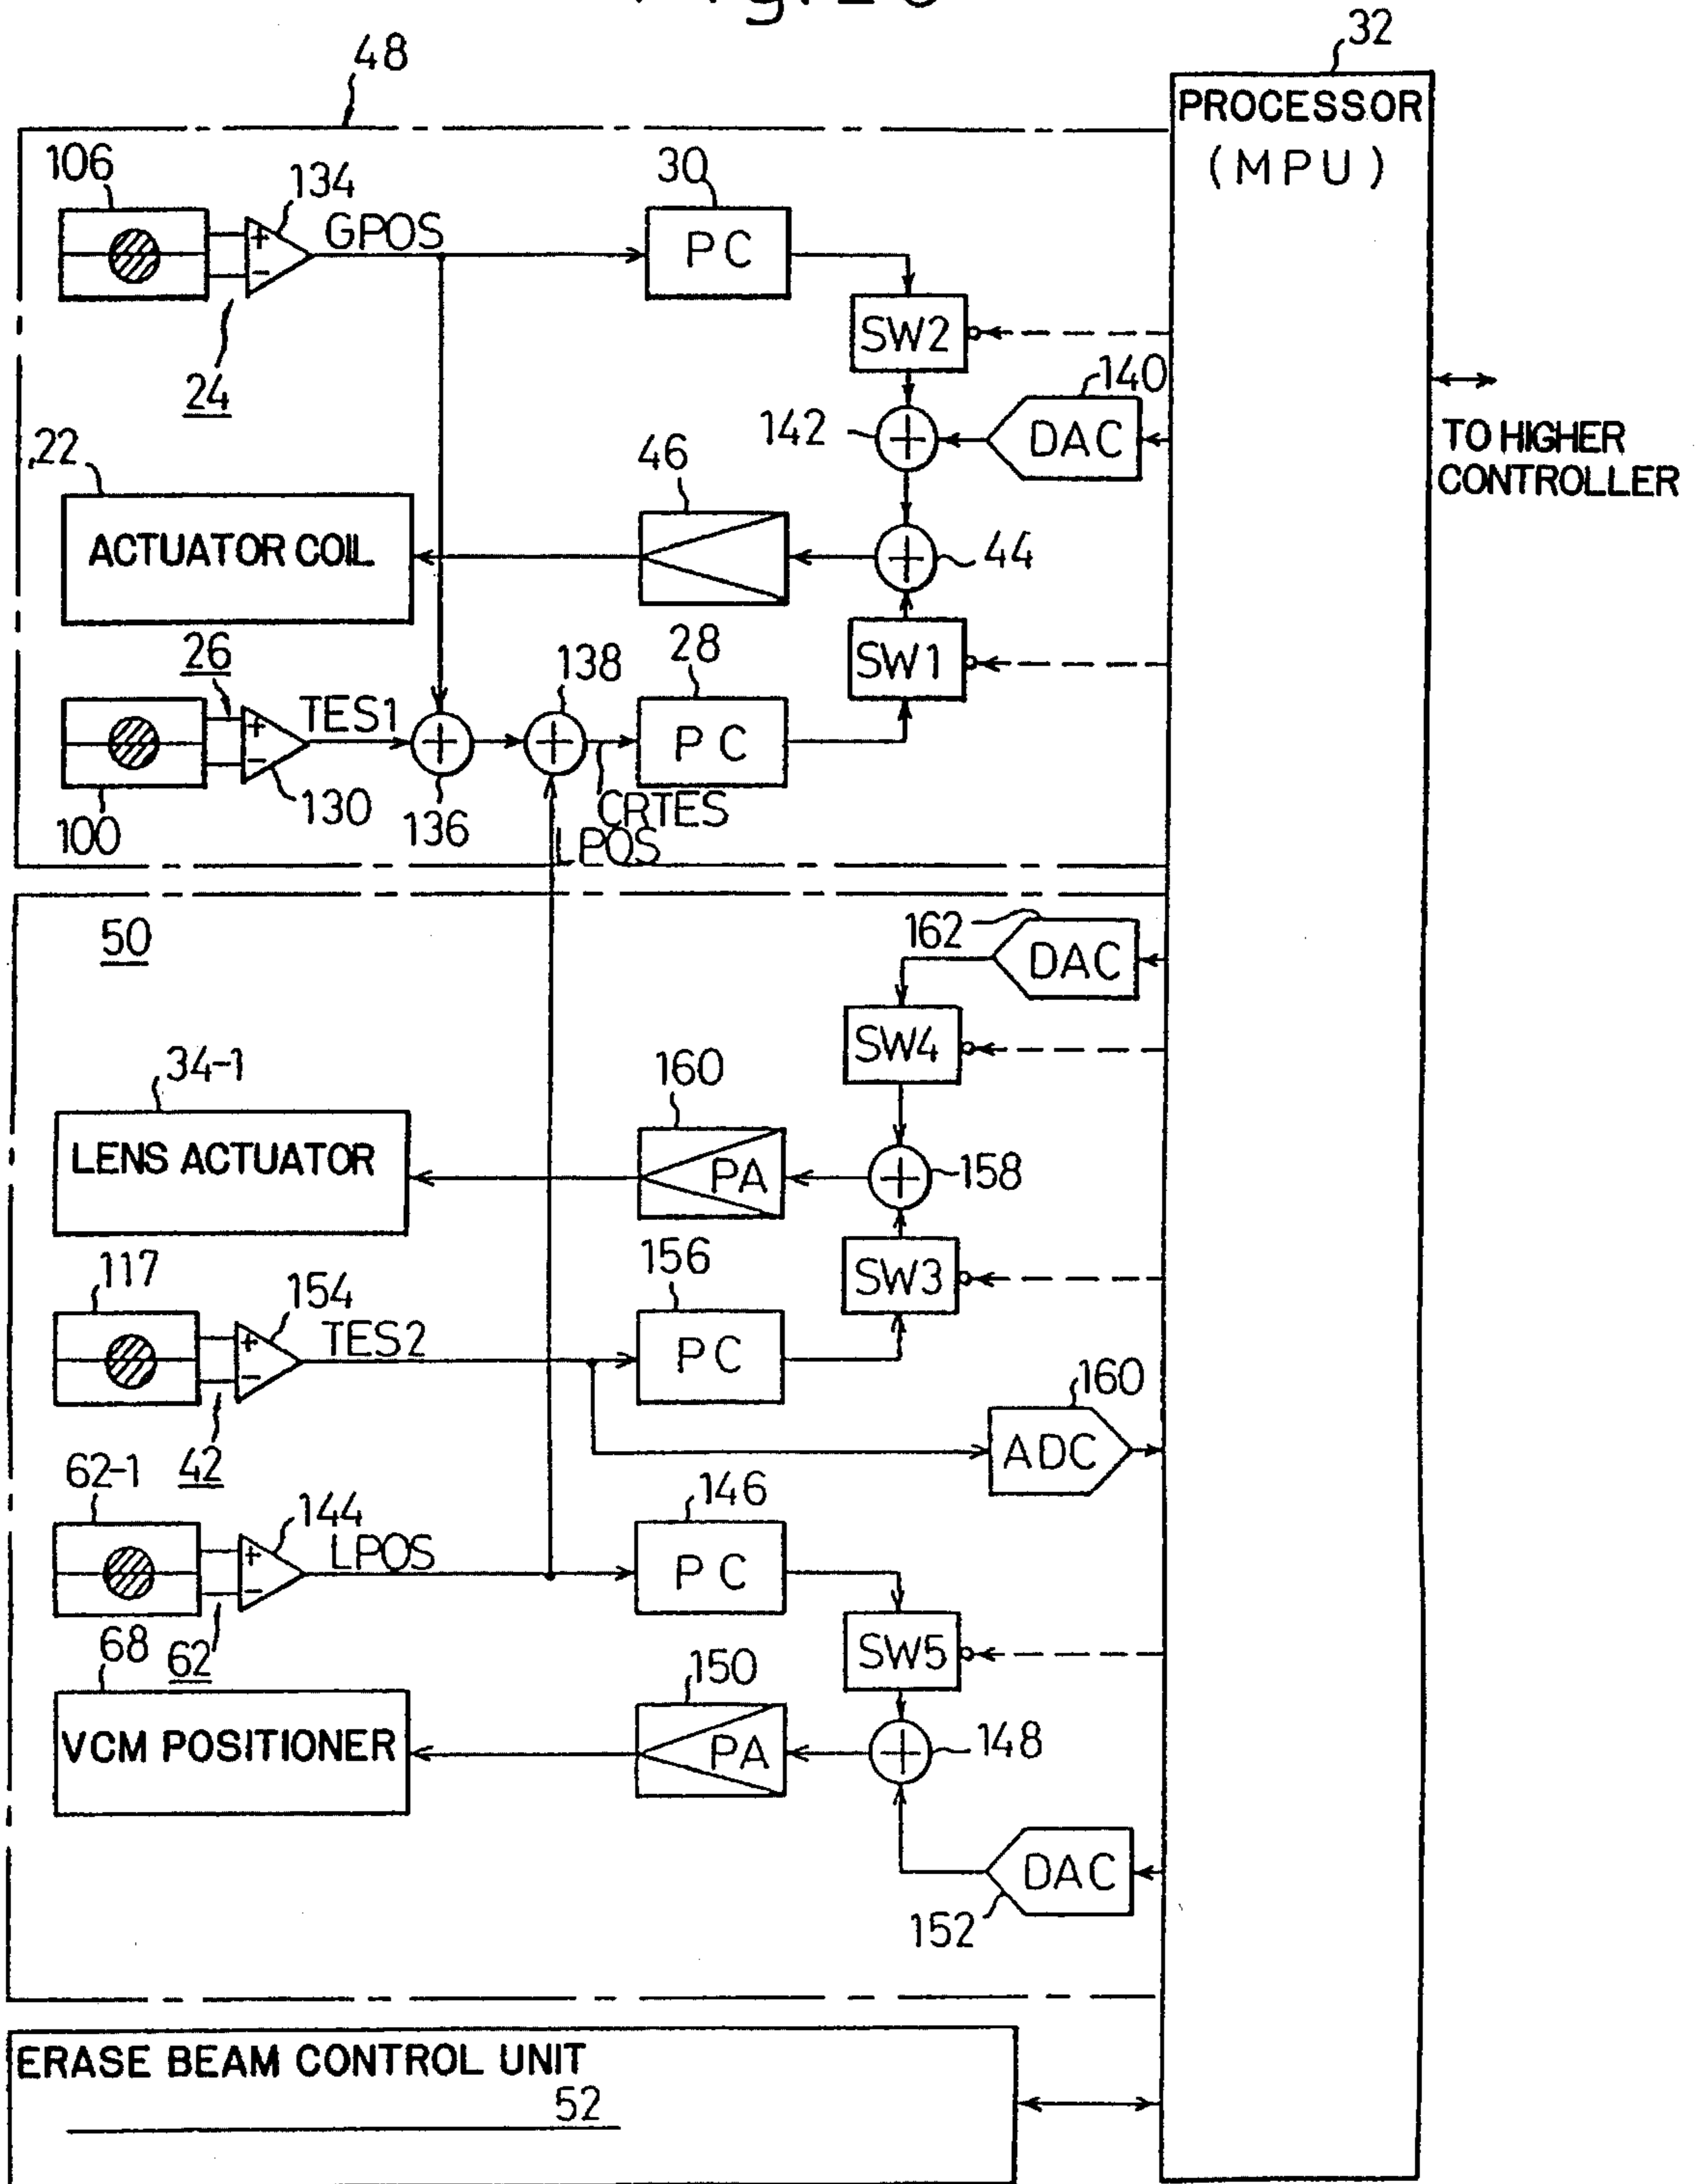 32
48
PROCESSOR
(MPU)
106
134
GPOS
30
PC
SW2
24
140
DAC
142
TO HIGHER
CONTROLLER
22
ACTUATOR COIL
46
44
26
138
28
SW1
TES1
PC
100
130
136
CRTES
LPOS
50
162
DAC
SW4
34-1
LENS ACTUATOR
160
PA
158
117
154
TES2
156
PC
SW3
42
160
ADC
62-1
144
LPOS
146
PC
68
62
SW5
VCM POSITIONER
150
PA
148
DAC
152
ERASE BEAM CONTROL UNIT
52